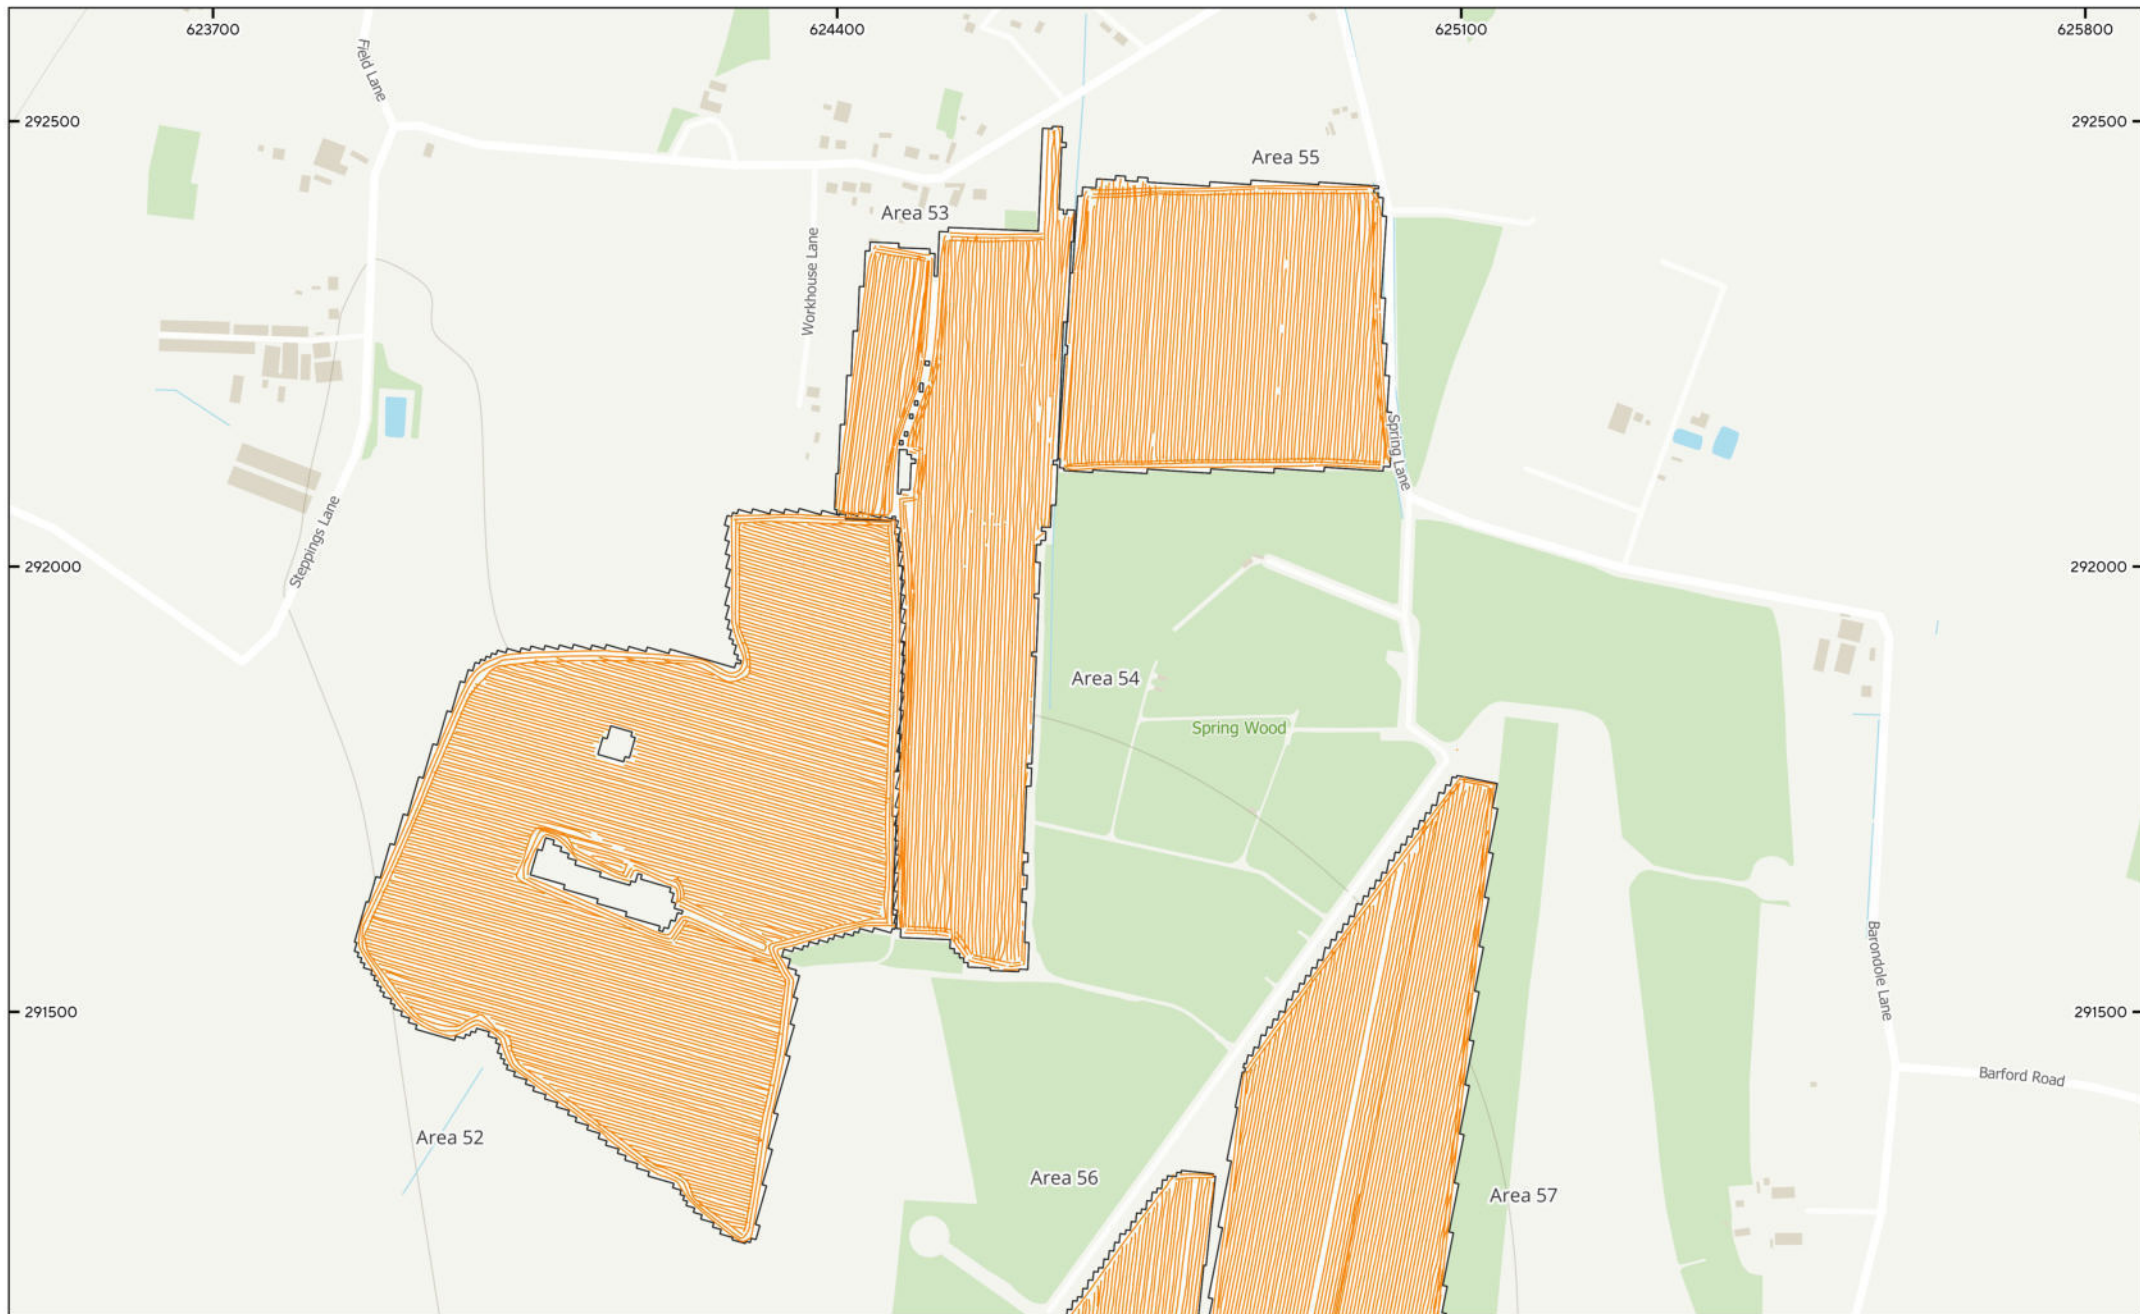 623700
624400
625100
625800
Field Lane
292500
292500
Area 55
Area 53
Workhouse Lane
Spring Lane
Steppings Lane
292000
292000
Area 54
Spring Wood
Barondole Lane
291500
291500
Barford Road
Area 52
Area 56
Area 57